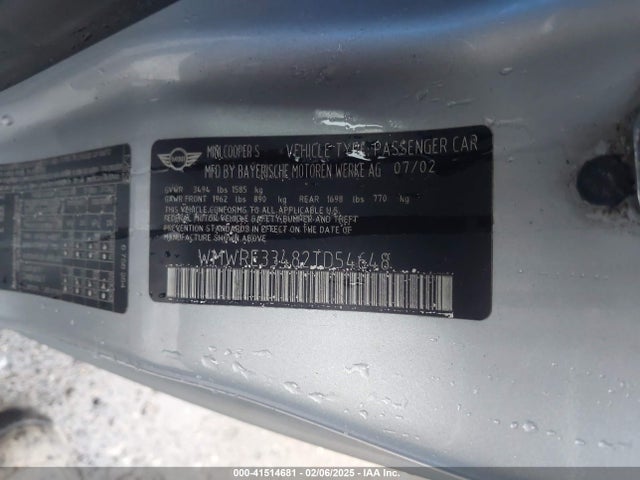 MINI COOPER S VEHICLE TYPE: PASSENGER CAR
MFD BY BAYERISCHE MOTOREN WERKE AG 07/02
GVWR 3494 lbs 1585 kg
GXWR FRONT 1962 lbs 890 kg REAR 1698 lbs 770 kg
THIS VEHICLE CONFORMS TO ALL APPLICABLE U.S.
FEDERAL MOTOR VEHICLE SAFETY, BUMPER AND THEFT
PREVENTION STANDARDS IN EFFECT ON THE DATE OF
MANUFACTURE SHOWN ABOVE
WMWRE33482TD54648
000-41514681 | 02/06/2025 | IAA Inc.